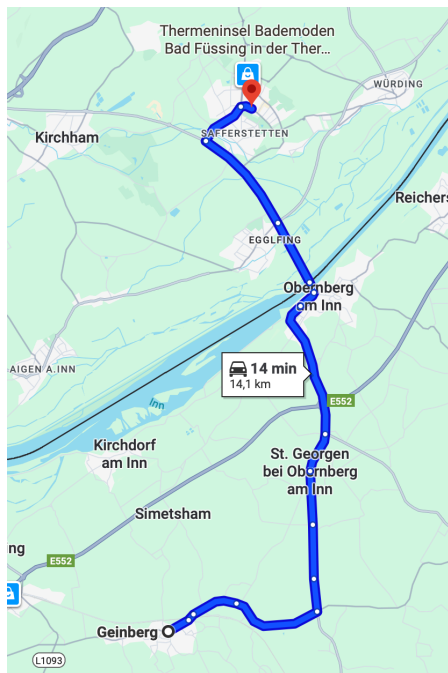 Thermeninsel Bademoden
Bad Füssing in der Ther...
WÜRDING
Kirchham
SAFFERSTETTEN
Reichers
EGGLFING
Obernberg
am Inn
14 min
14,1 km
AIGEN A.INN
Inn
E552
Kirchdorf
am Inn
St. Georgen
bei Obernberg
am Inn
Simetsham
ng
E552
Geinberg
L1093